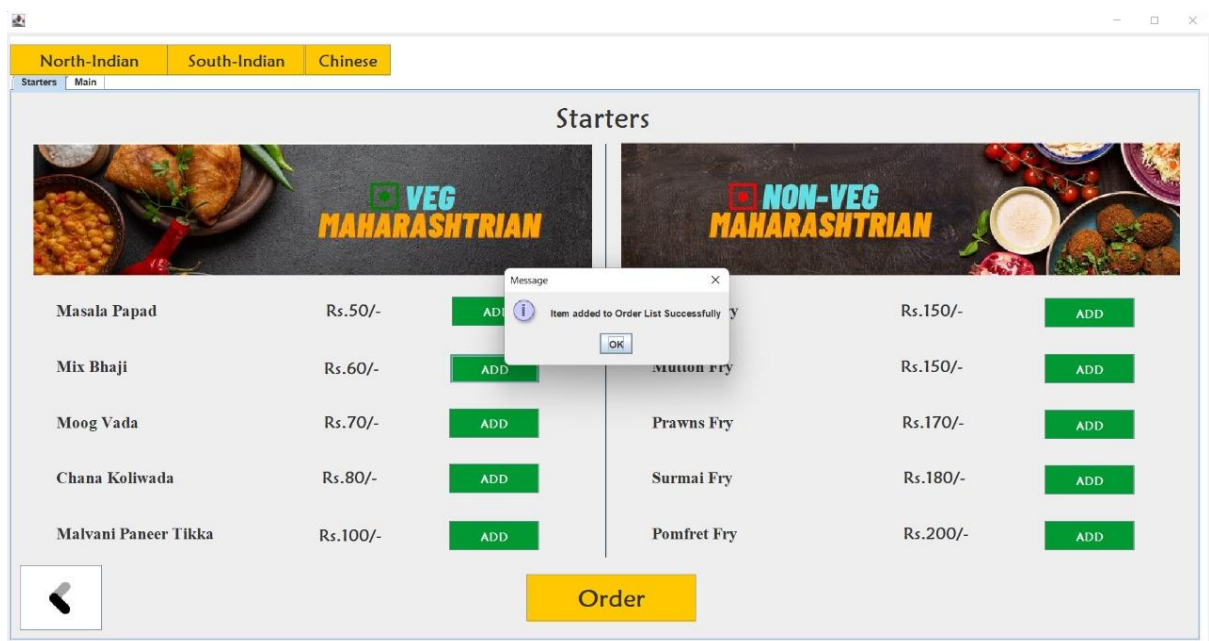 North-Indian South-Indian Chinese
Starters Main
Starters
VEG
MAHARASHTRIAN
NON-VEG
MAHARASHTRIAN
Message
Item added to Order List Successfully
OK
Masala Papad Rs.50/-
Rs.150/- ADD
Mix Bhaji Rs.60/- ADD
Mutton Fry Rs.150/- ADD
Moog Vada Rs.70/- ADD
Prawns Fry Rs.170/- ADD
Chana Koliwada Rs.80/- ADD
Surmai Fry Rs.180/- ADD
Malvani Paneer Tikka Rs.100/- ADD
Pomfret Fry Rs.200/- ADD
Order